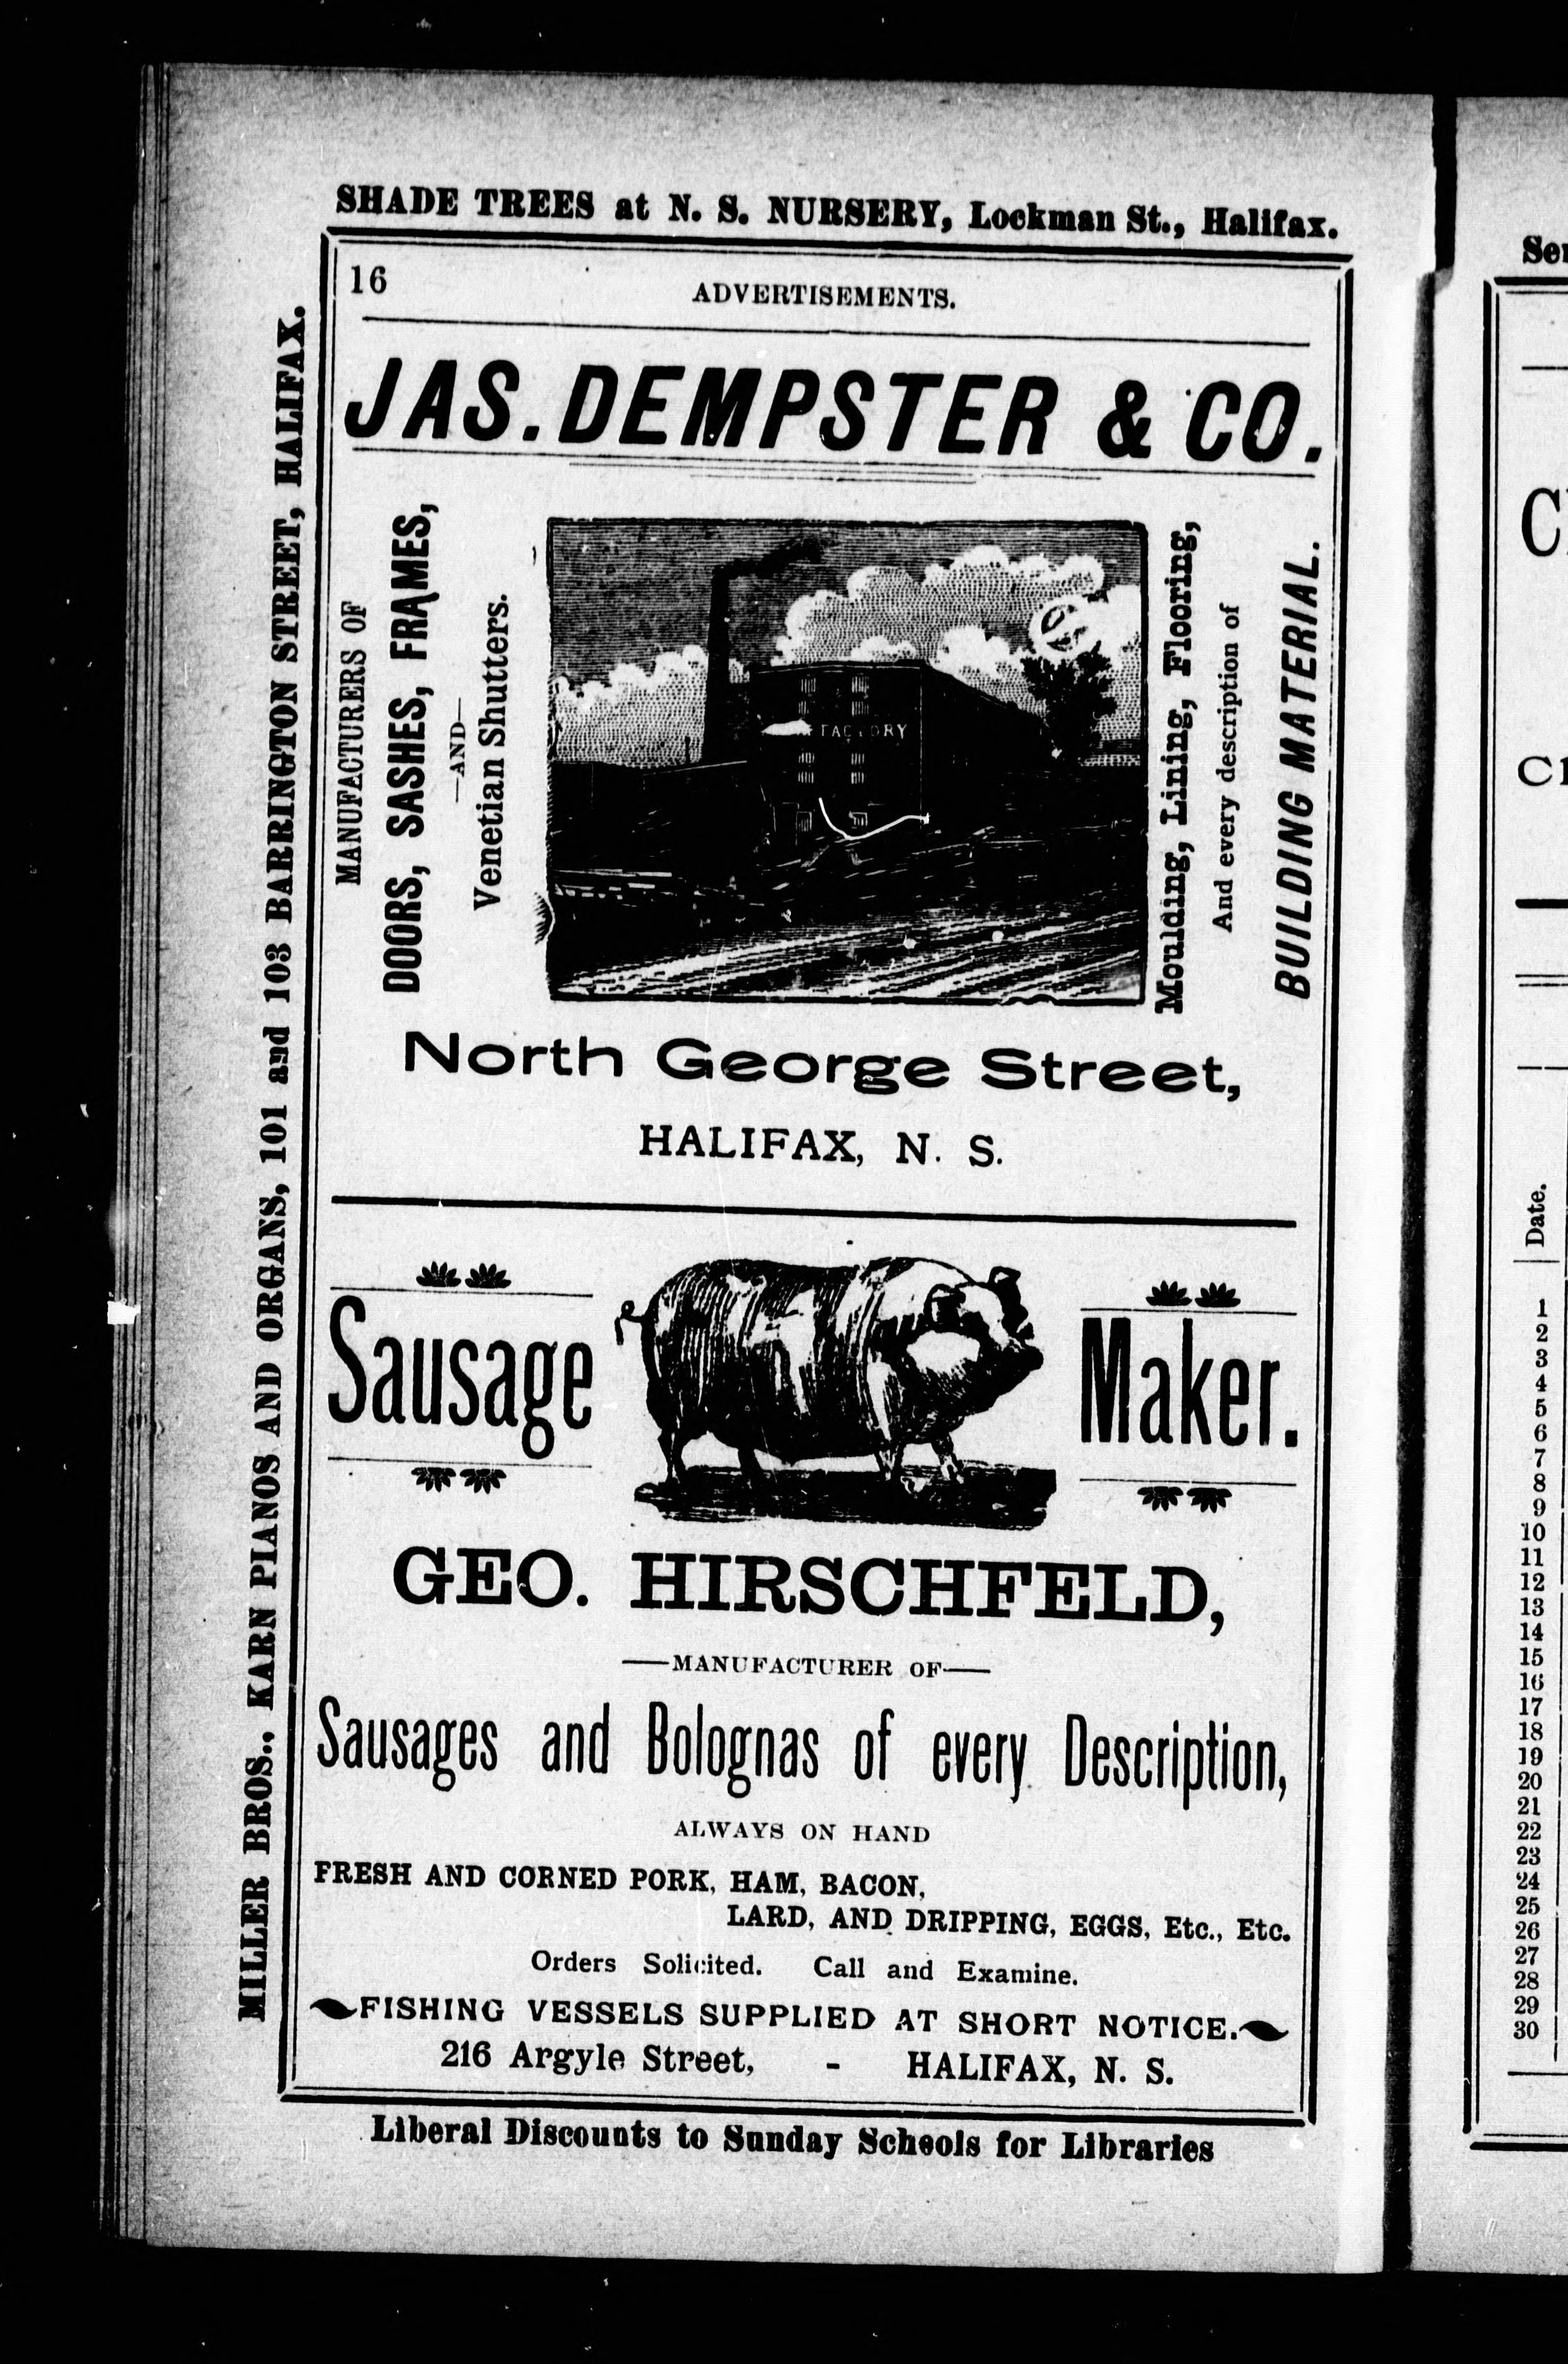 SHADE TREES at N. S. NURSERY, Lockman St., Halifax.
MILLER BROS., KARN PIANOS AND ORGANS, 101 and 103 BARRINGTON STREET, HALIFAX.
16
ADVERTISEMENTS.
JAS. DEMPSTER & CO.
MANUFACTURERS OF
DOORS, SASHES, FRAMES,
—AND—
Venetian Shutters.
FACTORY
Moulding, Lining, Flooring,
And every description of
BUILDING MATERIAL.
North George Street,
HALIFAX, N. S.
Sausage Maker.
GEO. HIRSCHFELD,
—MANUFACTURER OF—
Sausages and Bolognas of every Description,
ALWAYS ON HAND
FRESH AND CORNED PORK, HAM, BACON,
LARD, AND DRIPPING, EGGS, Etc., Etc.
Orders Solicited. Call and Examine.
FISHING VESSELS SUPPLIED AT SHORT NOTICE.
216 Argyle Street, - HALIFAX, N. S.
Liberal Discounts to Sunday Schools for Libraries
Date.
1
2
3
4
5
6
7
8
9
10
11
12
13
14
15
16
17
18
19
20
21
22
23
24
25
26
27
28
29
30